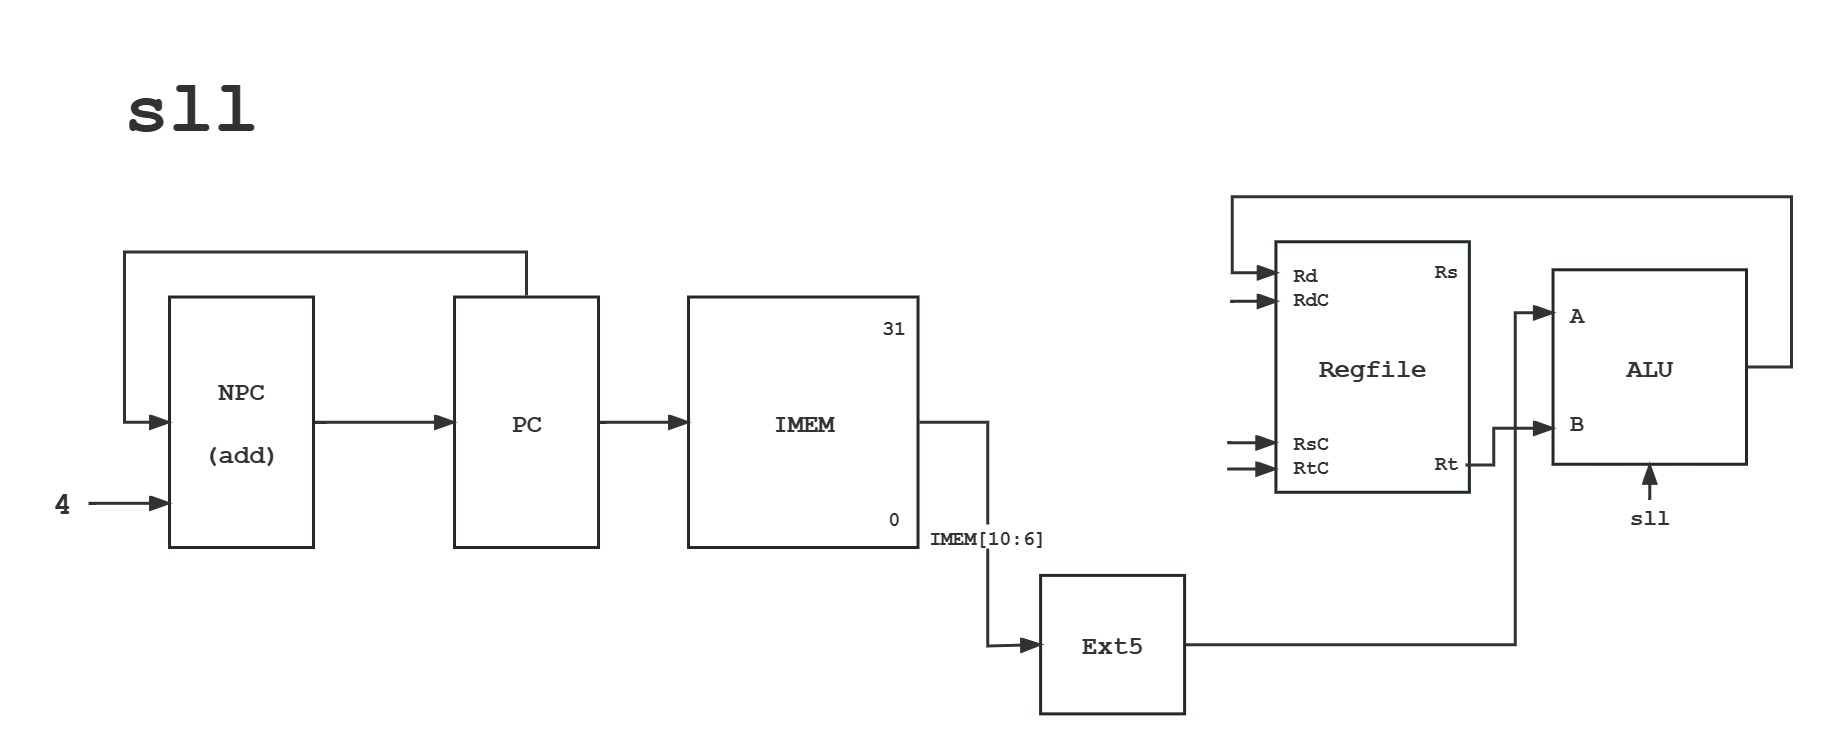 sll
NPC
(add)
4
PC
31
IMEM
0
IMEM[10:6]
Ext5
Rd
RdC
Rs
Regfile
RsC
RtC
Rt
A
ALU
B
sll